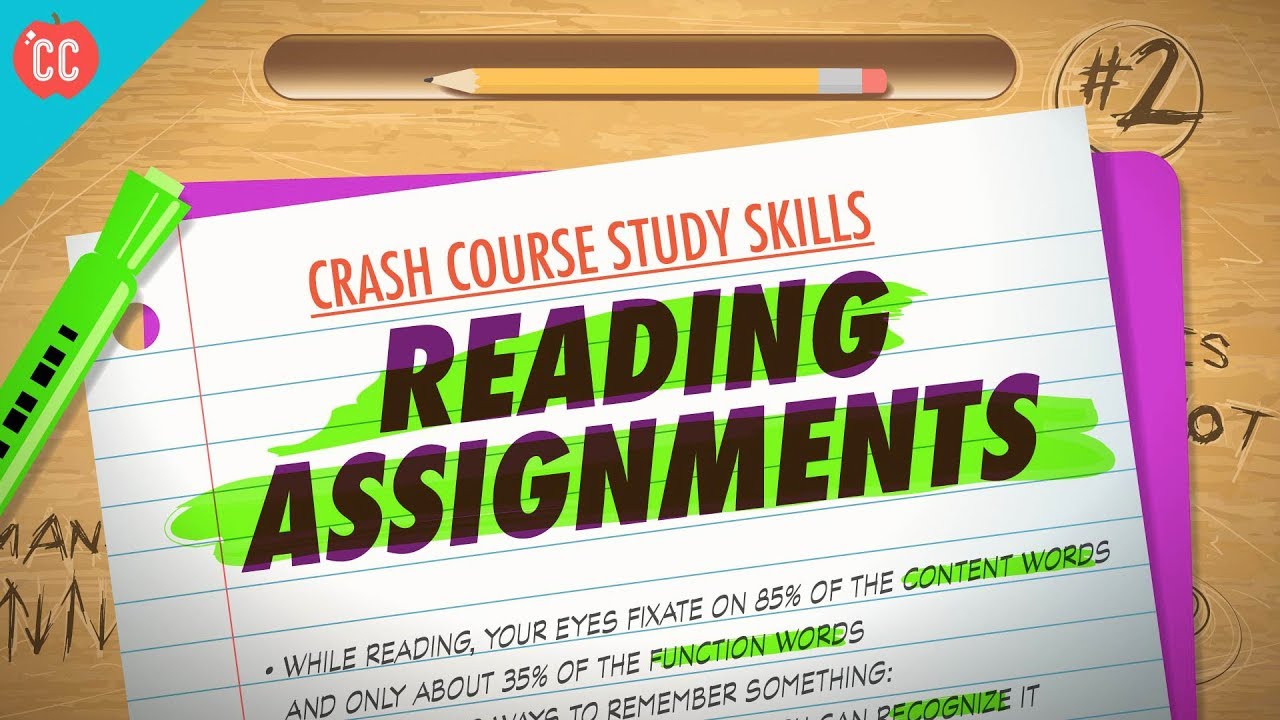 CC
#2
CRASH COURSE STUDY SKILLS
READING
ASSIGNMENTS
• WHILE READING, YOUR EYES FIXATE ON 85% OF THE CONTENT WORDS
AND ONLY ABOUT 35% OF THE FUNCTION WORDS
WAYS TO REMEMBER SOMETHING:
CAN RECOGNIZE IT